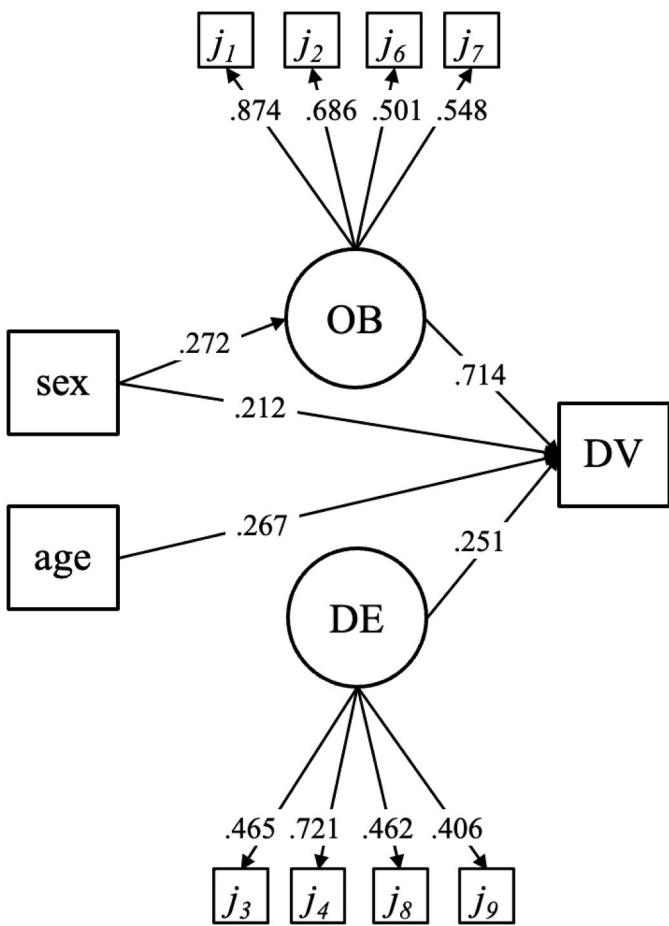 j1 j2 j6 j7
.874 .686 .501 .548
OB
.272
sex
.714
.212
DV
.267
age
.251
DE
.465 .721 .462 .406
j3 j4 j8 j9